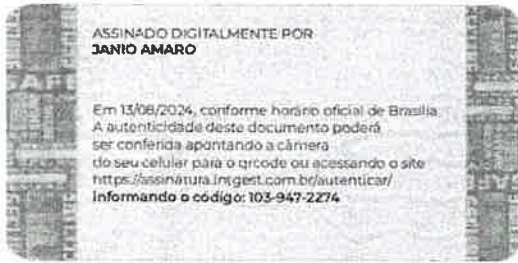 ASSINADO DIGITALMENTE POR
JANIO AMARO
Em 13/08/2024, conforme horário oficial de Brasília
A autenticidade deste documento poderá
ser conferida apontando a câmera
do seu celular para o qrcode ou acessando o site
https://assinatura.intgest.com.br/autenticar/
informando o código: 103-947-2274